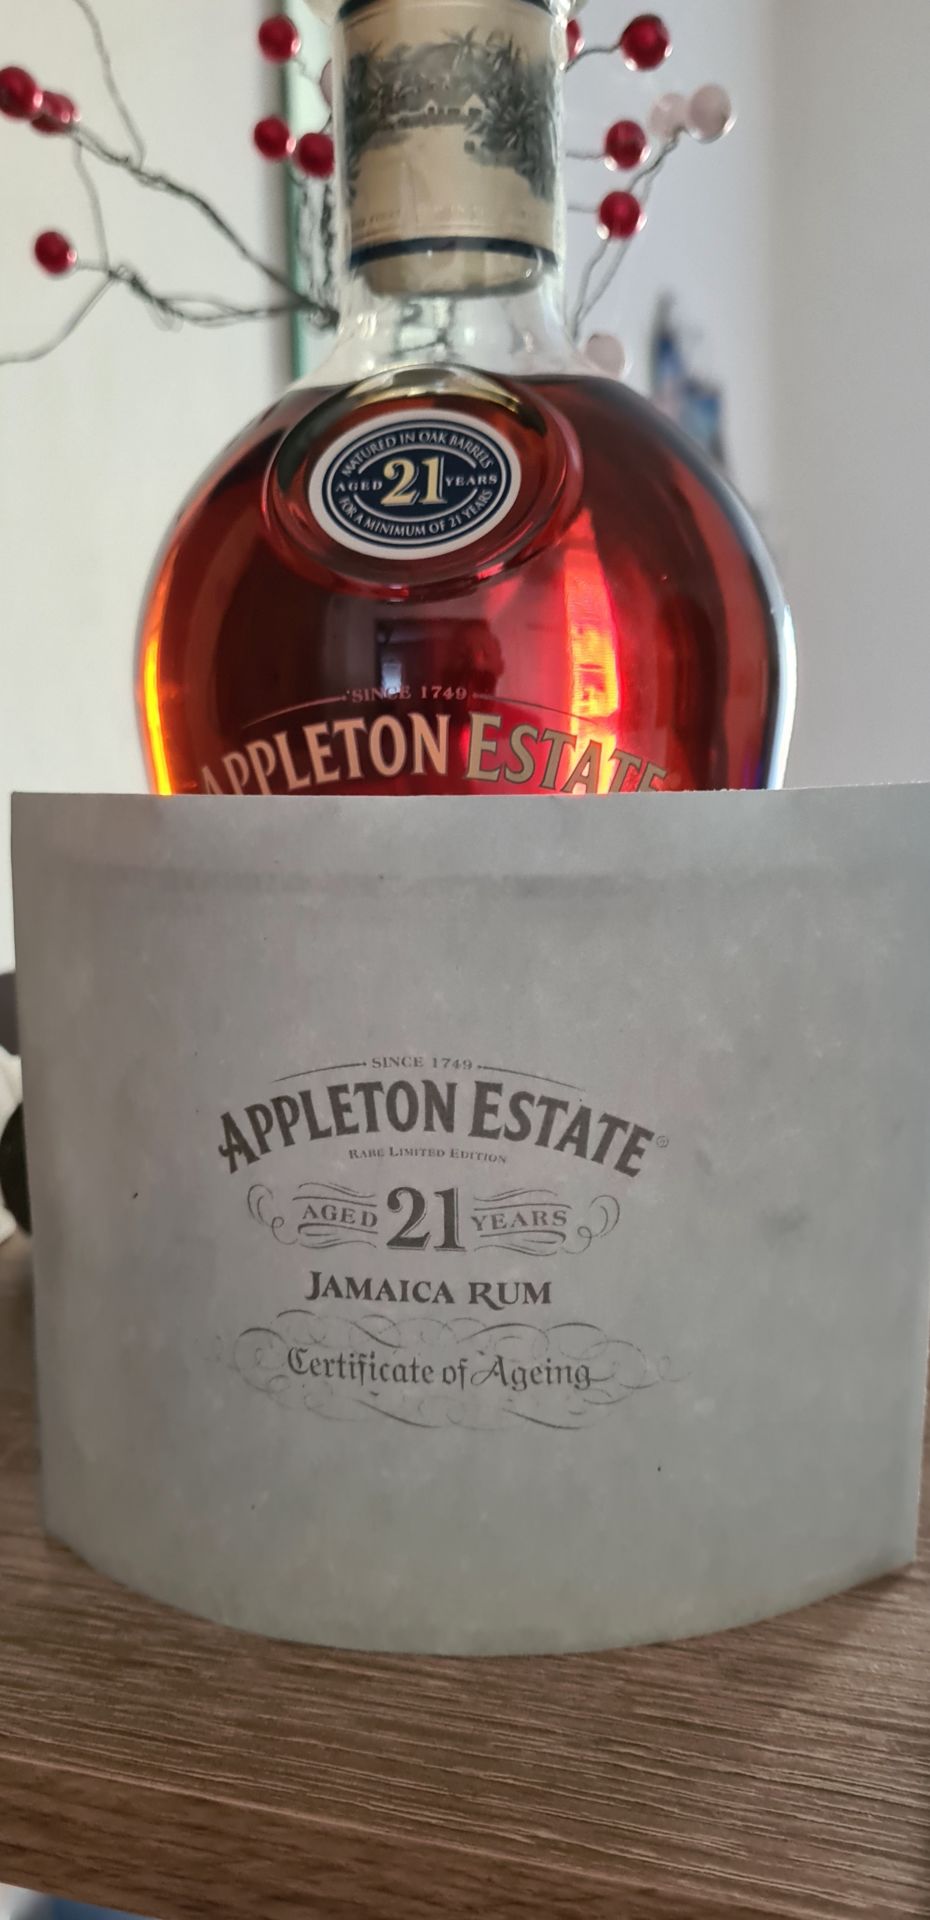 MATURED IN OAK BARRELS
AGED 21 YEARS
FOR A MINIMUM OF 21 YEARS
SINCE 1749
APPLETON ESTATE
SINCE 1749
APPLETON ESTATE®
RARE LIMITED EDITION
AGED 21 YEARS
JAMAICA RUM
Certificate of Ageing